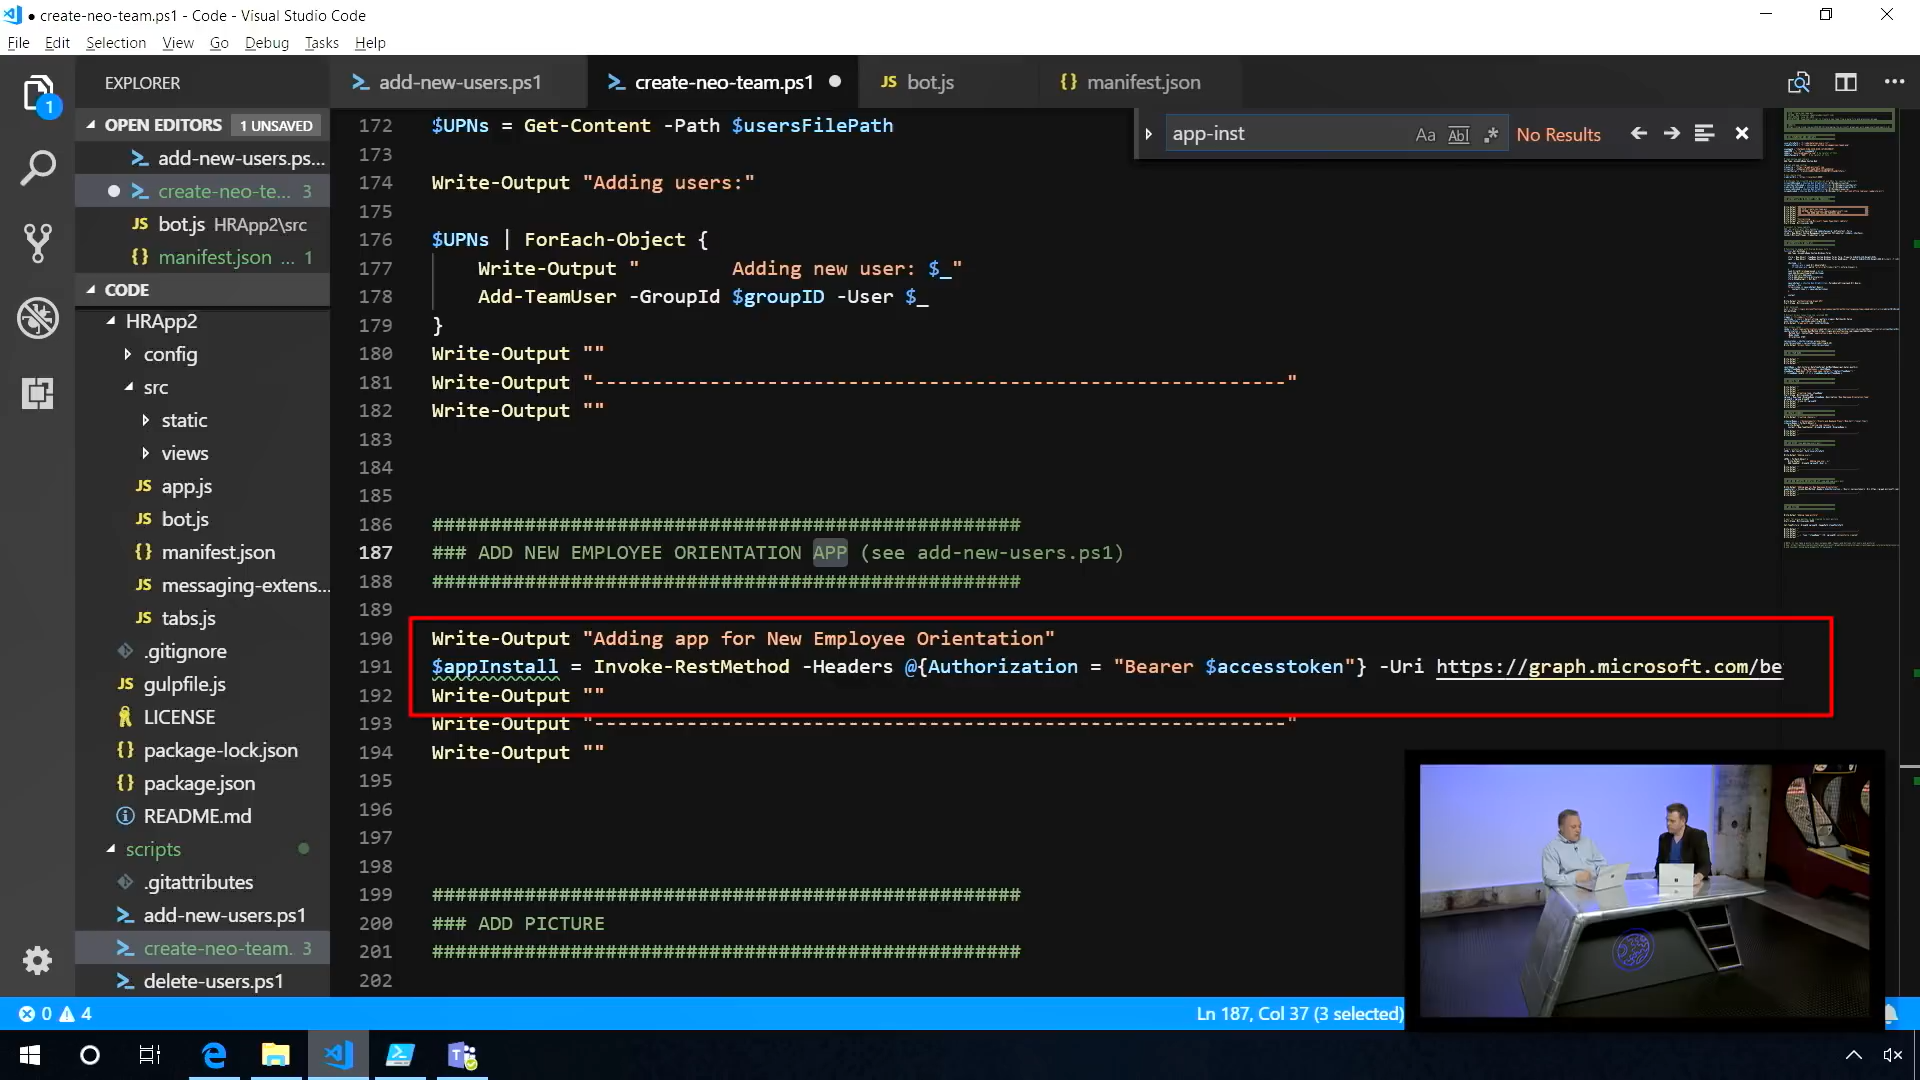 create-neo-team.ps1 - Code - Visual Studio Code
File Edit Selection View Go Debug Tasks Help
EXPLORER
add-new-users.ps1
create-neo-team.ps1
JS bot.js
{} manifest.json
1
OPEN EDITORS 1 UNSAVED
add-new-users.ps...
create-neo-te... 3
JS bot.js HRApp2\src
{} manifest.json ... 1
CODE
HRApp2
config
src
static
views
JS app.js
JS bot.js
{} manifest.json
messaging-extens...
JS tabs.js
.gitignore
JS gulpfile.js
LICENSE
{} package-lock.json
{} package.json
README.md
scripts
.gitattributes
add-new-users.ps1
create-neo-team. 3
delete-users.ps1
app-inst Aa Abl .* No Results
172 $UPNs = Get-Content -Path $usersFilePath
173
174 Write-Output "Adding users:"
175
176 $UPNs | ForEach-Object {
177 Write-Output "        Adding new user: $_"
178 Add-TeamUser -GroupId $groupID -User $_
179 }
180 Write-Output ""
181 Write-Output "------------------------------------------------------------"
182 Write-Output ""
183
184
185
186 ###################################################
187 ### ADD NEW EMPLOYEE ORIENTATION APP (see add-new-users.ps1)
188 ###################################################
189
190 Write-Output "Adding app for New Employee Orientation"
191 $appInstall = Invoke-RestMethod -Headers @{Authorization = "Bearer $accesstoken"} -Uri https://graph.microsoft.com/be
192 Write-Output ""
193 Write-Output "------------------------------------------------------------"
194 Write-Output ""
195
196
197
198
199 ###################################################
200 ### ADD PICTURE
201 ###################################################
202
0 4
Ln 187, Col 37 (3 selected)